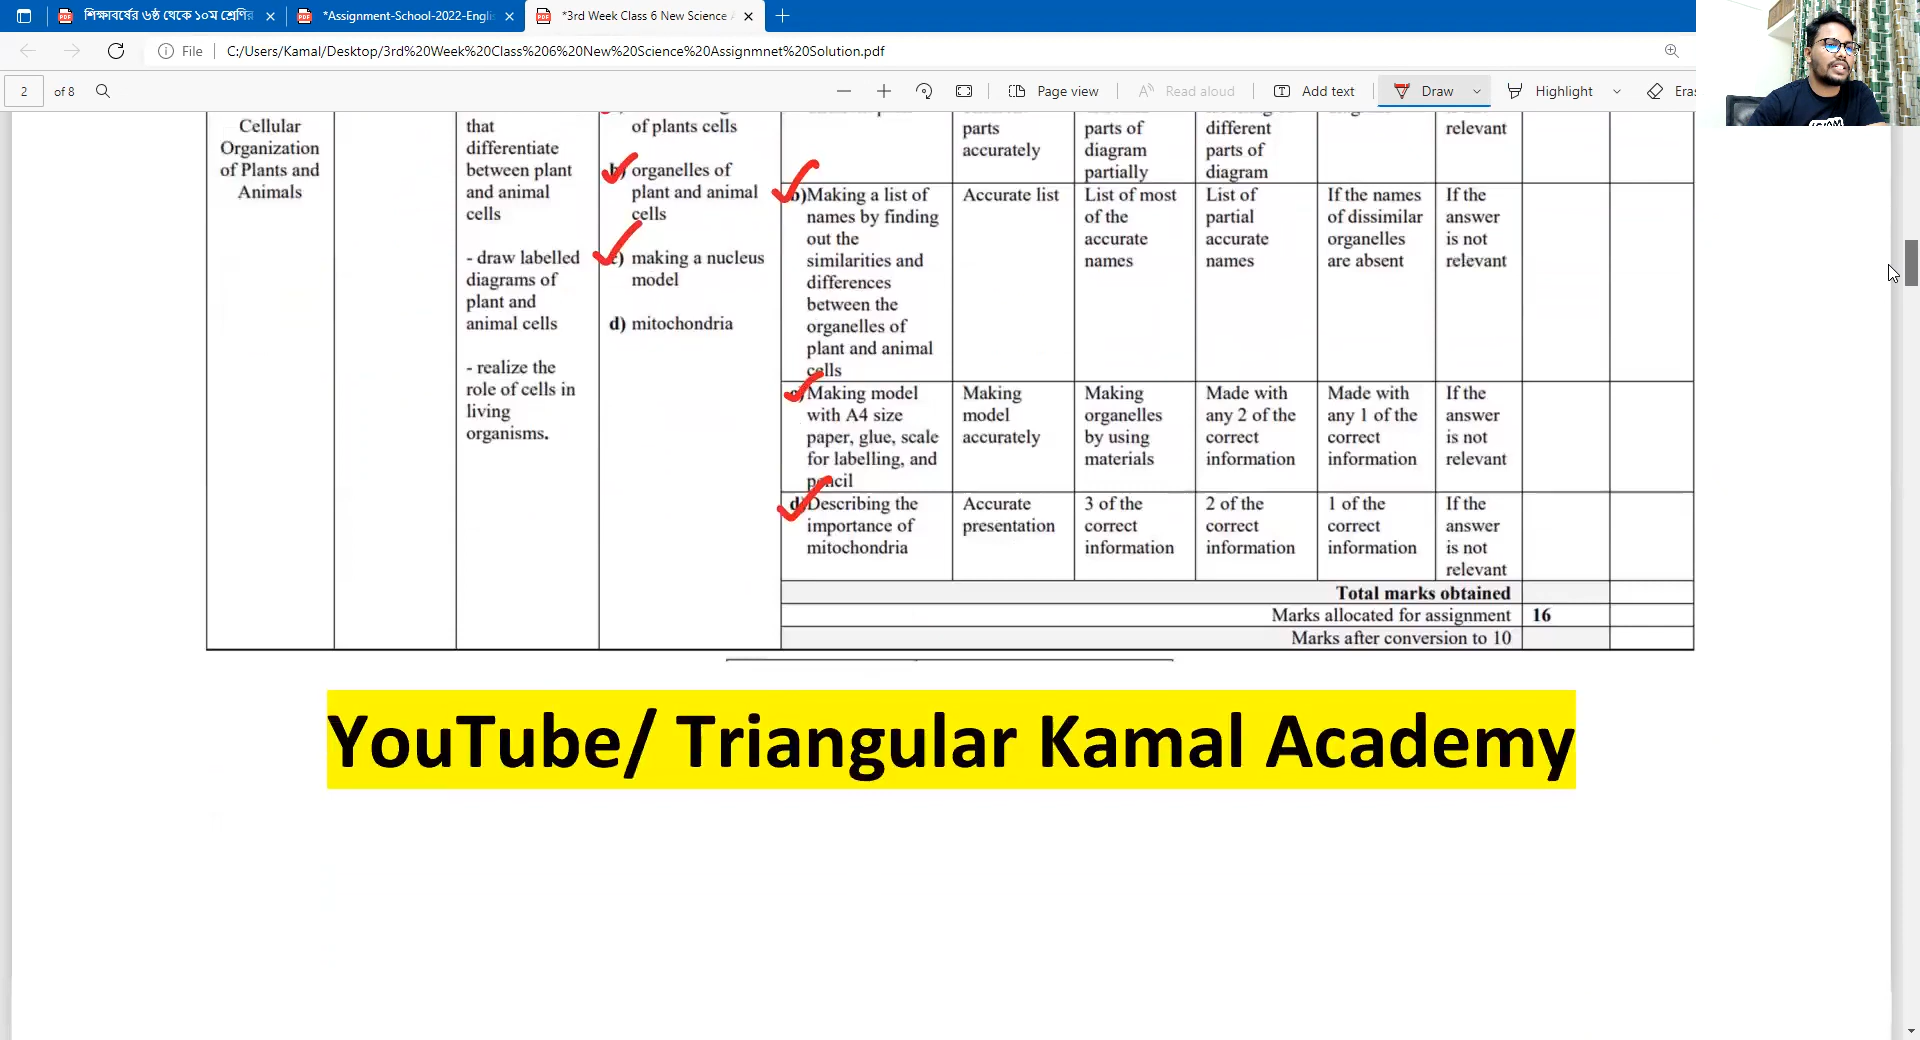 শিক্ষাবর্ষের ৬ষ্ঠ থেকে ১০ম শ্রেণির
*Assignment-School-2022-Engli
*3rd Week Class 6 New Science
File
C:/Users/Kamal/Desktop/3rd%20Week%20Class%206%20New%20Science%20Assignmnet%20Solution.pdf
2 of 8
Page view
Read aloud
Add text
Draw
Highlight
Eras
Cellular
Organization
of Plants and
Animals
that
differentiate
between plant
and animal
cells
- draw labelled
diagrams of
plant and
animal cells
- realize the
role of cells in
living
organisms.
of plants cells
b) organelles of
plant and animal
cells
c) making a nucleus
model
d) mitochondria
parts
accurately
parts of
diagram
partially
different
parts of
diagram
relevant
b)Making a list of
names by finding
out the
similarities and
differences
between the
organelles of
plant and animal
cells
Accurate list
List of most
of the
accurate
names
List of
partial
accurate
names
If the names
of dissimilar
organelles
are absent
If the
answer
is not
relevant
c)Making model
with A4 size
paper, glue, scale
for labelling, and
pencil
Making
model
accurately
Making
organelles
by using
materials
Made with
any 2 of the
correct
information
Made with
any 1 of the
correct
information
If the
answer
is not
relevant
d)Describing the
importance of
mitochondria
Accurate
presentation
3 of the
correct
information
2 of the
correct
information
1 of the
correct
information
If the
answer
is not
relevant
Total marks obtained
Marks allocated for assignment 16
Marks after conversion to 10
YouTube/ Triangular Kamal Academy